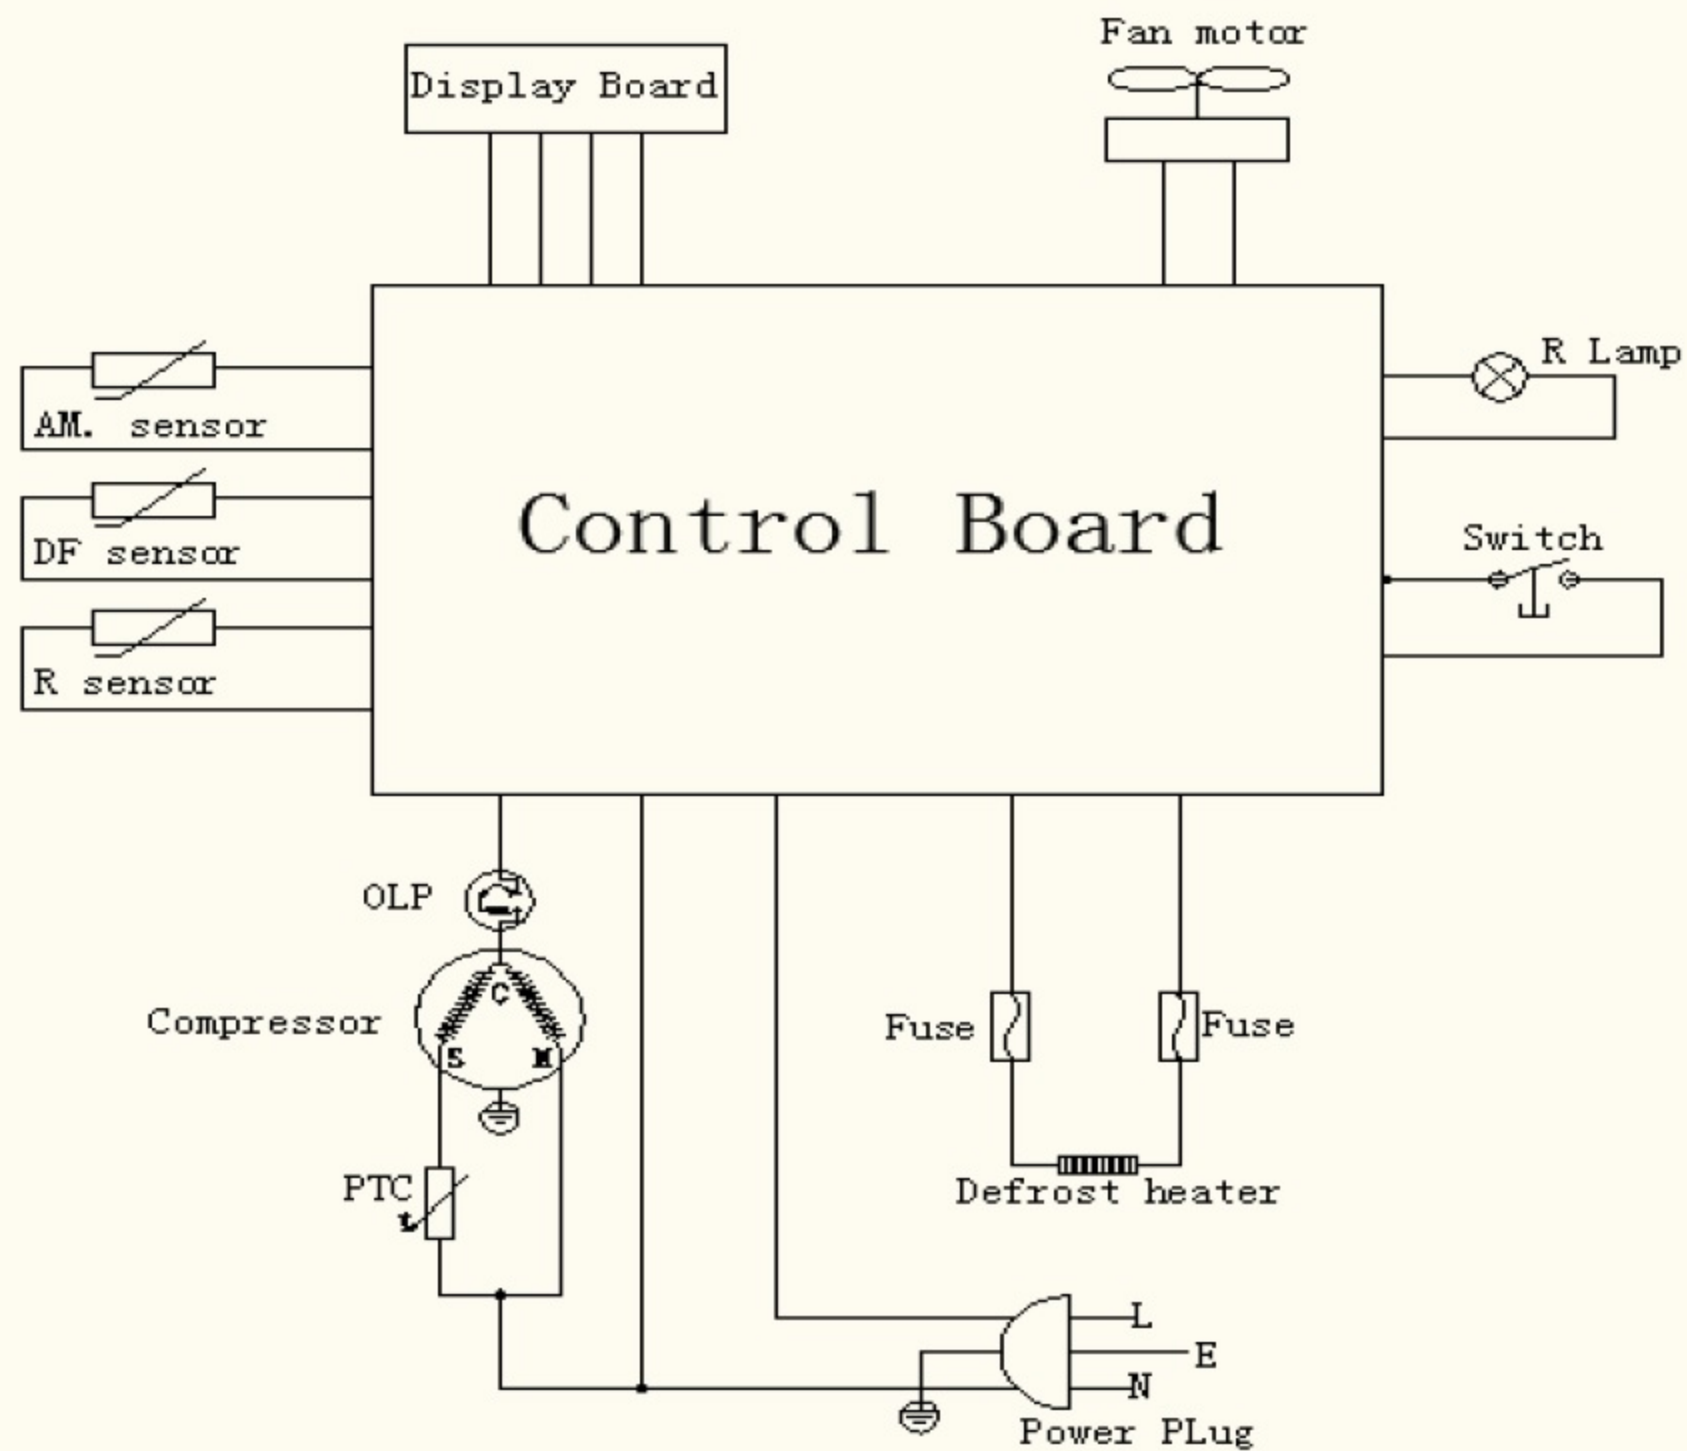 Fan motor
Display Board
R Lamp
AM. sensor
Control Board
Switch
DF sensor
R sensor
OLP
C
Compressor
S M
Fuse
Fuse
PTC
t
Defrost heater
L
E
N
Power PLug